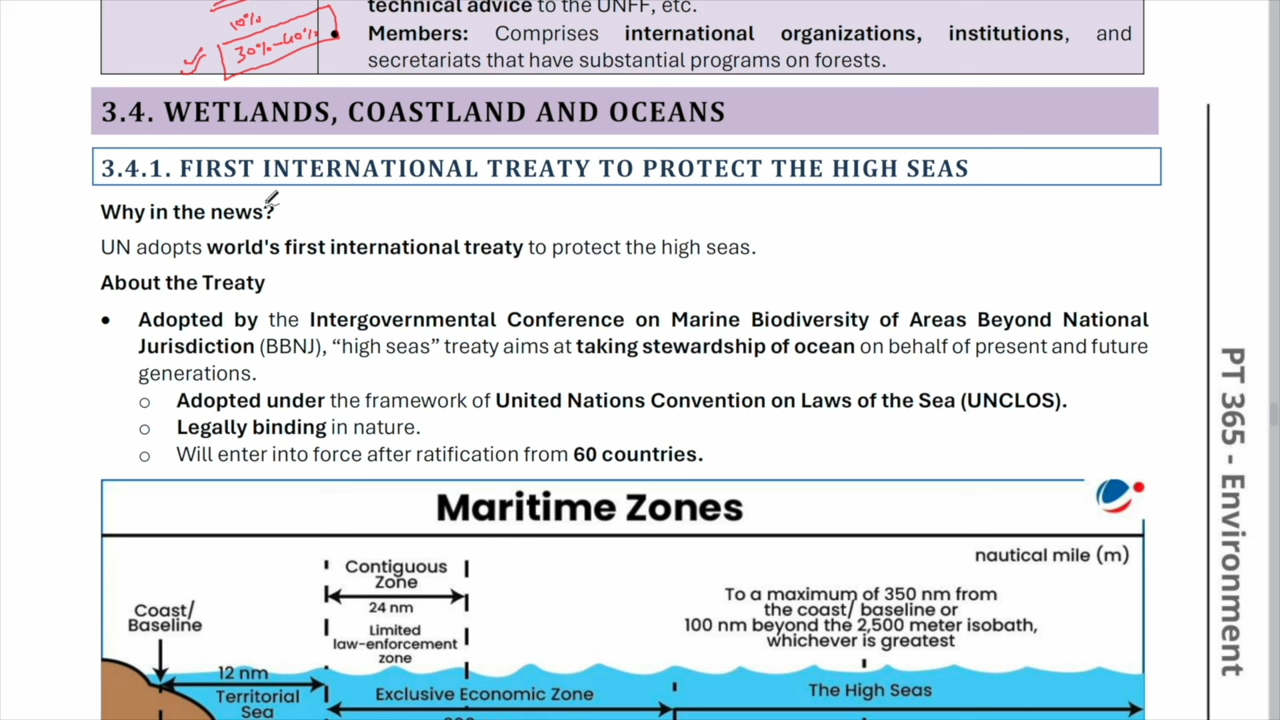 technical advice to the UNFF, etc.
10%
30%-40%
• Members: Comprises international organizations, institutions, and
secretariats that have substantial programs on forests.
3.4. WETLANDS, COASTLAND AND OCEANS
3.4.1. FIRST INTERNATIONAL TREATY TO PROTECT THE HIGH SEAS
Why in the news?
UN adopts world's first international treaty to protect the high seas.
About the Treaty
• Adopted by the Intergovernmental Conference on Marine Biodiversity of Areas Beyond National
Jurisdiction (BBNJ), “high seas” treaty aims at taking stewardship of ocean on behalf of present and future
generations.
o Adopted under the framework of United Nations Convention on Laws of the Sea (UNCLOS).
o Legally binding in nature.
o Will enter into force after ratification from 60 countries.
Maritime Zones
nautical mile (m)
Contiguous
Zone
24 nm
Limited
law-enforcement
zone
To a maximum of 350 nm from
the coast/ baseline or
100 nm beyond the 2,500 meter isobath,
whichever is greatest
Coast/
Baseline
12 nm
Territorial
Sea
Exclusive Economic Zone
The High Seas
PT 365 - Environment